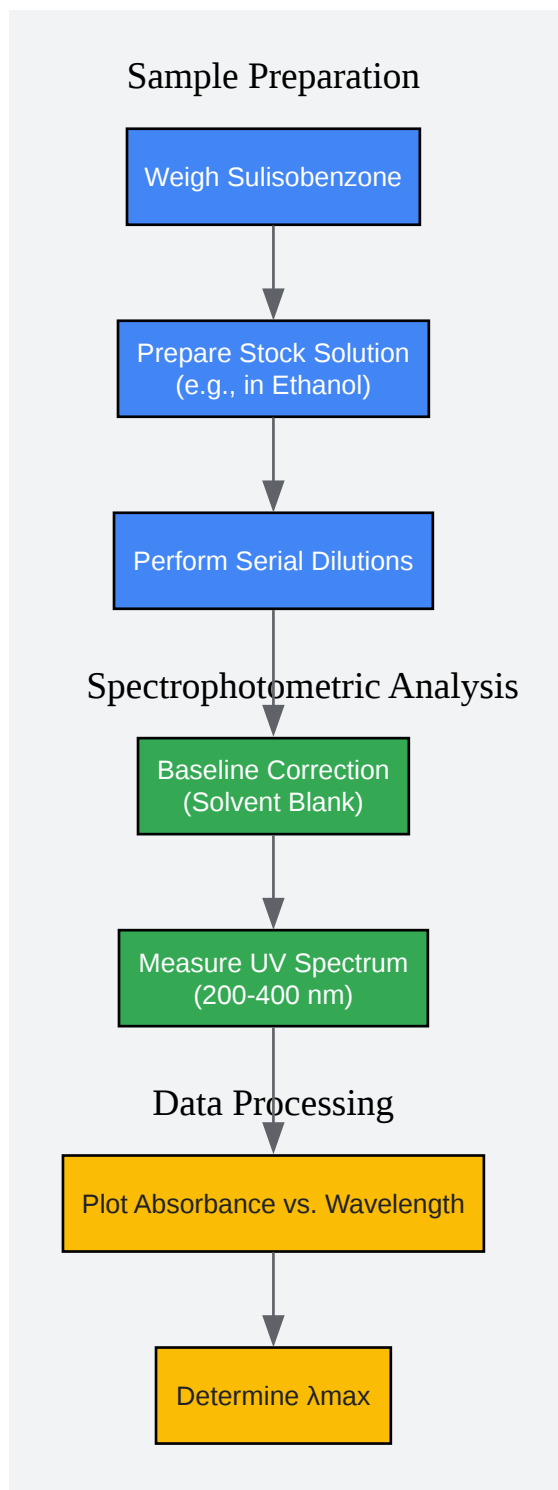 Sample Preparation
Weigh Sulisobenzone
Prepare Stock Solution
(e.g., in Ethanol)
Perform Serial Dilutions
Spectrophotometric Analysis
Baseline Correction
(Solvent Blank)
Measure UV Spectrum
(200-400 nm)
Data Processing
Plot Absorbance vs. Wavelength
Determine λmax